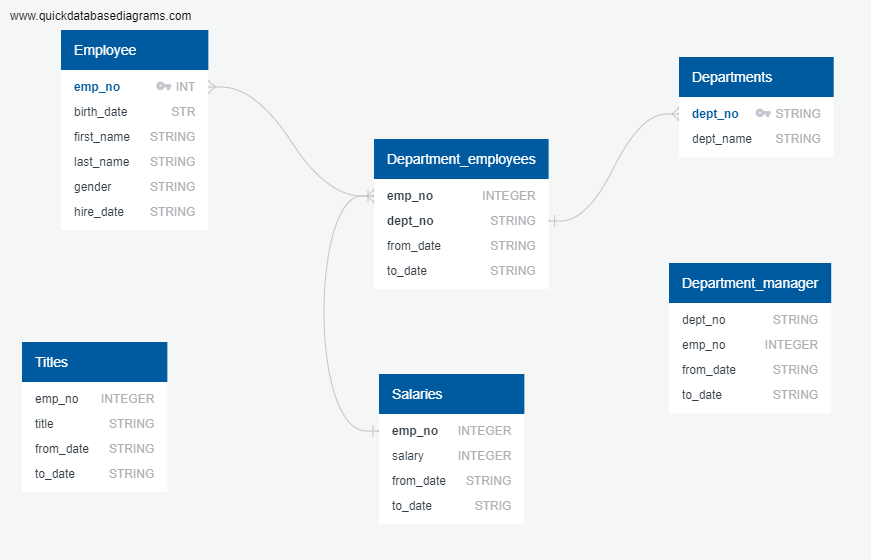 www.quickdatabasediagrams.com
Employee
emp_no INT
birth_date STR
first_name STRING
last_name STRING
gender STRING
hire_date STRING
Departments
dept_no STRING
dept_name STRING
Department_employees
emp_no INTEGER
dept_no STRING
from_date STRING
to_date STRING
Department_manager
dept_no STRING
emp_no INTEGER
from_date STRING
to_date STRING
Titles
emp_no INTEGER
title STRING
from_date STRING
to_date STRING
Salaries
emp_no INTEGER
salary INTEGER
from_date STRING
to_date STRIG